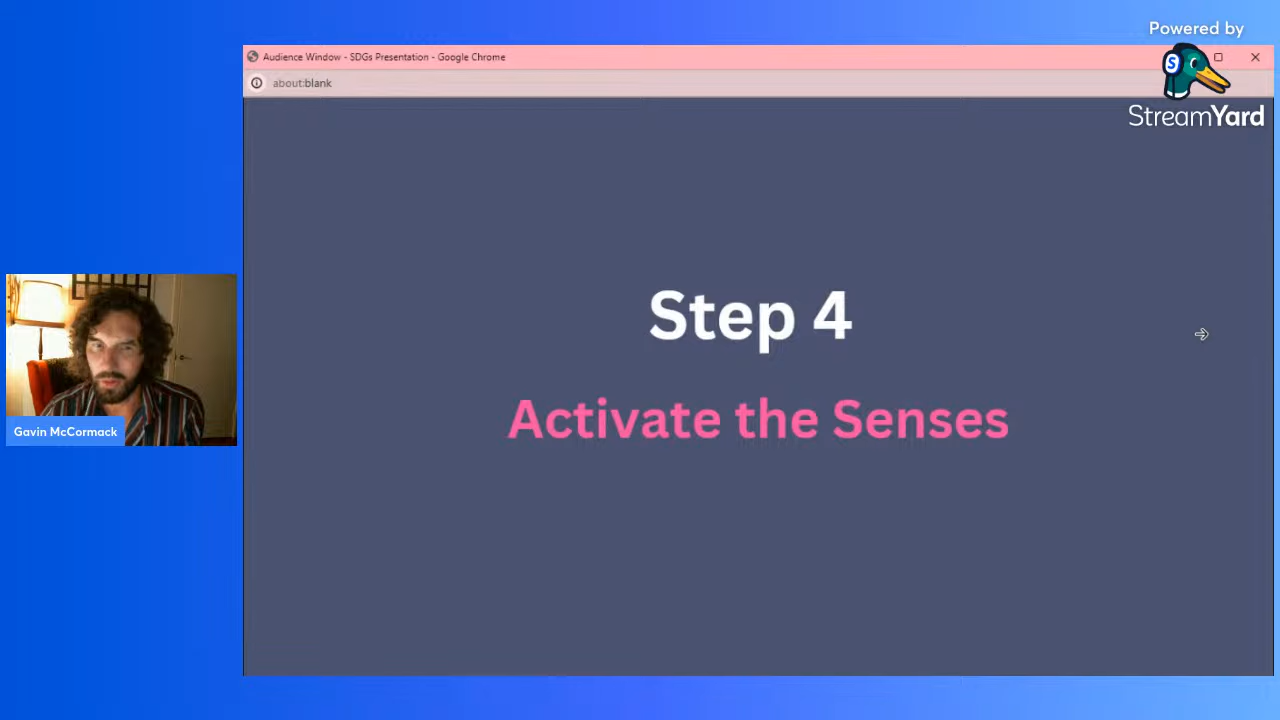 Powered by
StreamYard
Audience Window - SDGs Presentation - Google Chrome
about:blank
Step 4
Activate the Senses
Gavin McCormack